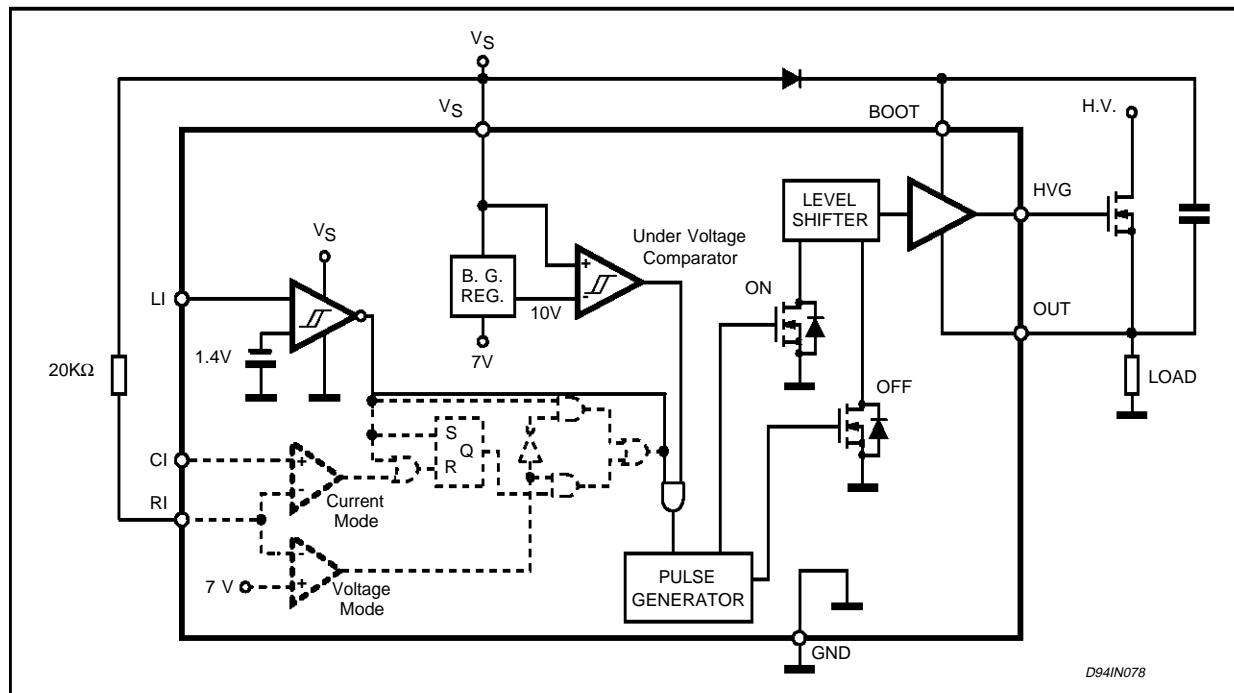 VS
VS
BOOT
H.V.
HVG
LEVEL
SHIFTER
VS
Under Voltage
Comparator
+
-
B. G.
REG.
10V
7V
LI
1.4V
ON
OUT
20KΩ
OFF
LOAD
S
Q
R
CI
+
-
Current
Mode
RI
-
+
7 V
Voltage
Mode
PULSE
GENERATOR
GND
D94IN078